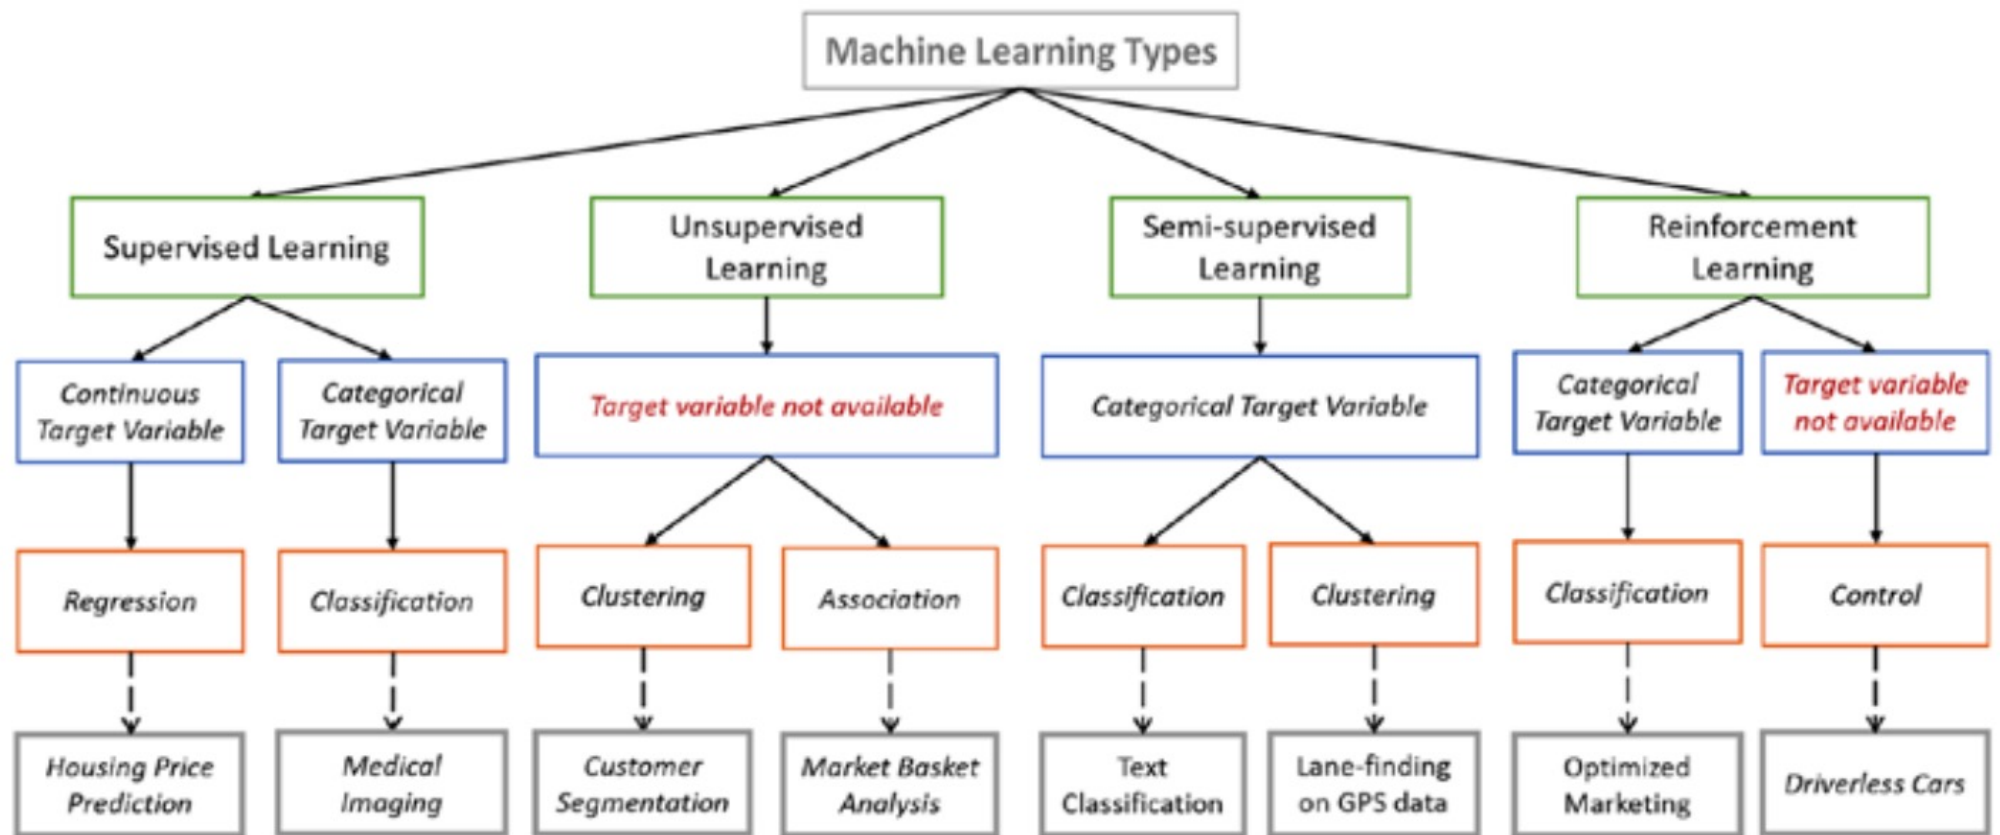 Machine Learning Types
Supervised Learning
Unsupervised
Learning
Semi-supervised
Learning
Reinforcement
Learning
Continuous
Target Variable
Categorical
Target Variable
Target variable not available
Categorical Target Variable
Categorical
Target Variable
Target variable
not available
Regression
Classification
Clustering
Association
Classification
Clustering
Classification
Control
Housing Price
Prediction
Medical
Imaging
Customer
Segmentation
Market Basket
Analysis
Text
Classification
Lane-finding
on GPS data
Optimized
Marketing
Driverless Cars